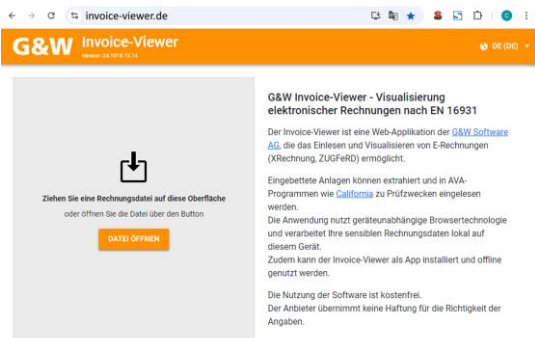 invoice-viewer.de
G&W Invoice-Viewer
DE (DE)
Ziehen Sie eine Rechnungsdatei auf diese Oberfläche
oder öffnen Sie die Datei über den Button
DATEI ÖFFNEN
G&W Invoice-Viewer - Visualisierung
elektronischer Rechnungen nach EN 16931
Der Invoice-Viewer ist eine Web-Applikation der G&W Software
AG, die das Einlesen und Visualisieren von E-Rechnungen
(XRechnung, ZUGFeRD) ermöglicht.
Eingebettete Anlagen können extrahiert und in AVA-
Programmen wie California zu Prüfzwecken eingelesen
werden.
Die Anwendung nutzt geräteunabhängige Browsertechnologie
und verarbeitet Ihre sensiblen Rechnungsdaten lokal auf
diesem Gerät.
Zudem kann der Invoice-Viewer als App installiert und offline
genutzt werden.
Die Nutzung der Software ist kostenfrei.
Der Anbieter übernimmt keine Haftung für die Richtigkeit der
Angaben.